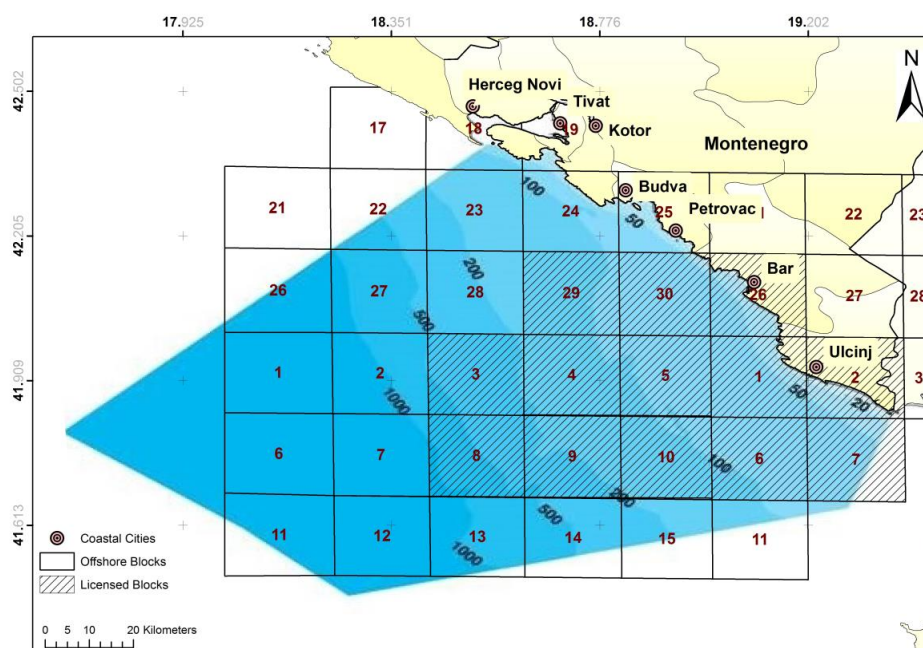 17.925 18.351 18.776 19.202
42.502
42.205
41.909
41.613
N
Herceg Novi
Tivat
Kotor
Montenegro
Budva
Petrovac
Bar
Ulcinj
17 18 19
21 22 23 24 25 22 23
26 27 28 29 30 26 27 28
1 2 3 4 5 1 2 3
6 7 8 9 10 6 7
11 12 13 14 15 11
100
50
200
500
1000
50
20
100
200
500
1000
Coastal Cities
Offshore Blocks
Licensed Blocks
0 5 10 20 Kilometers